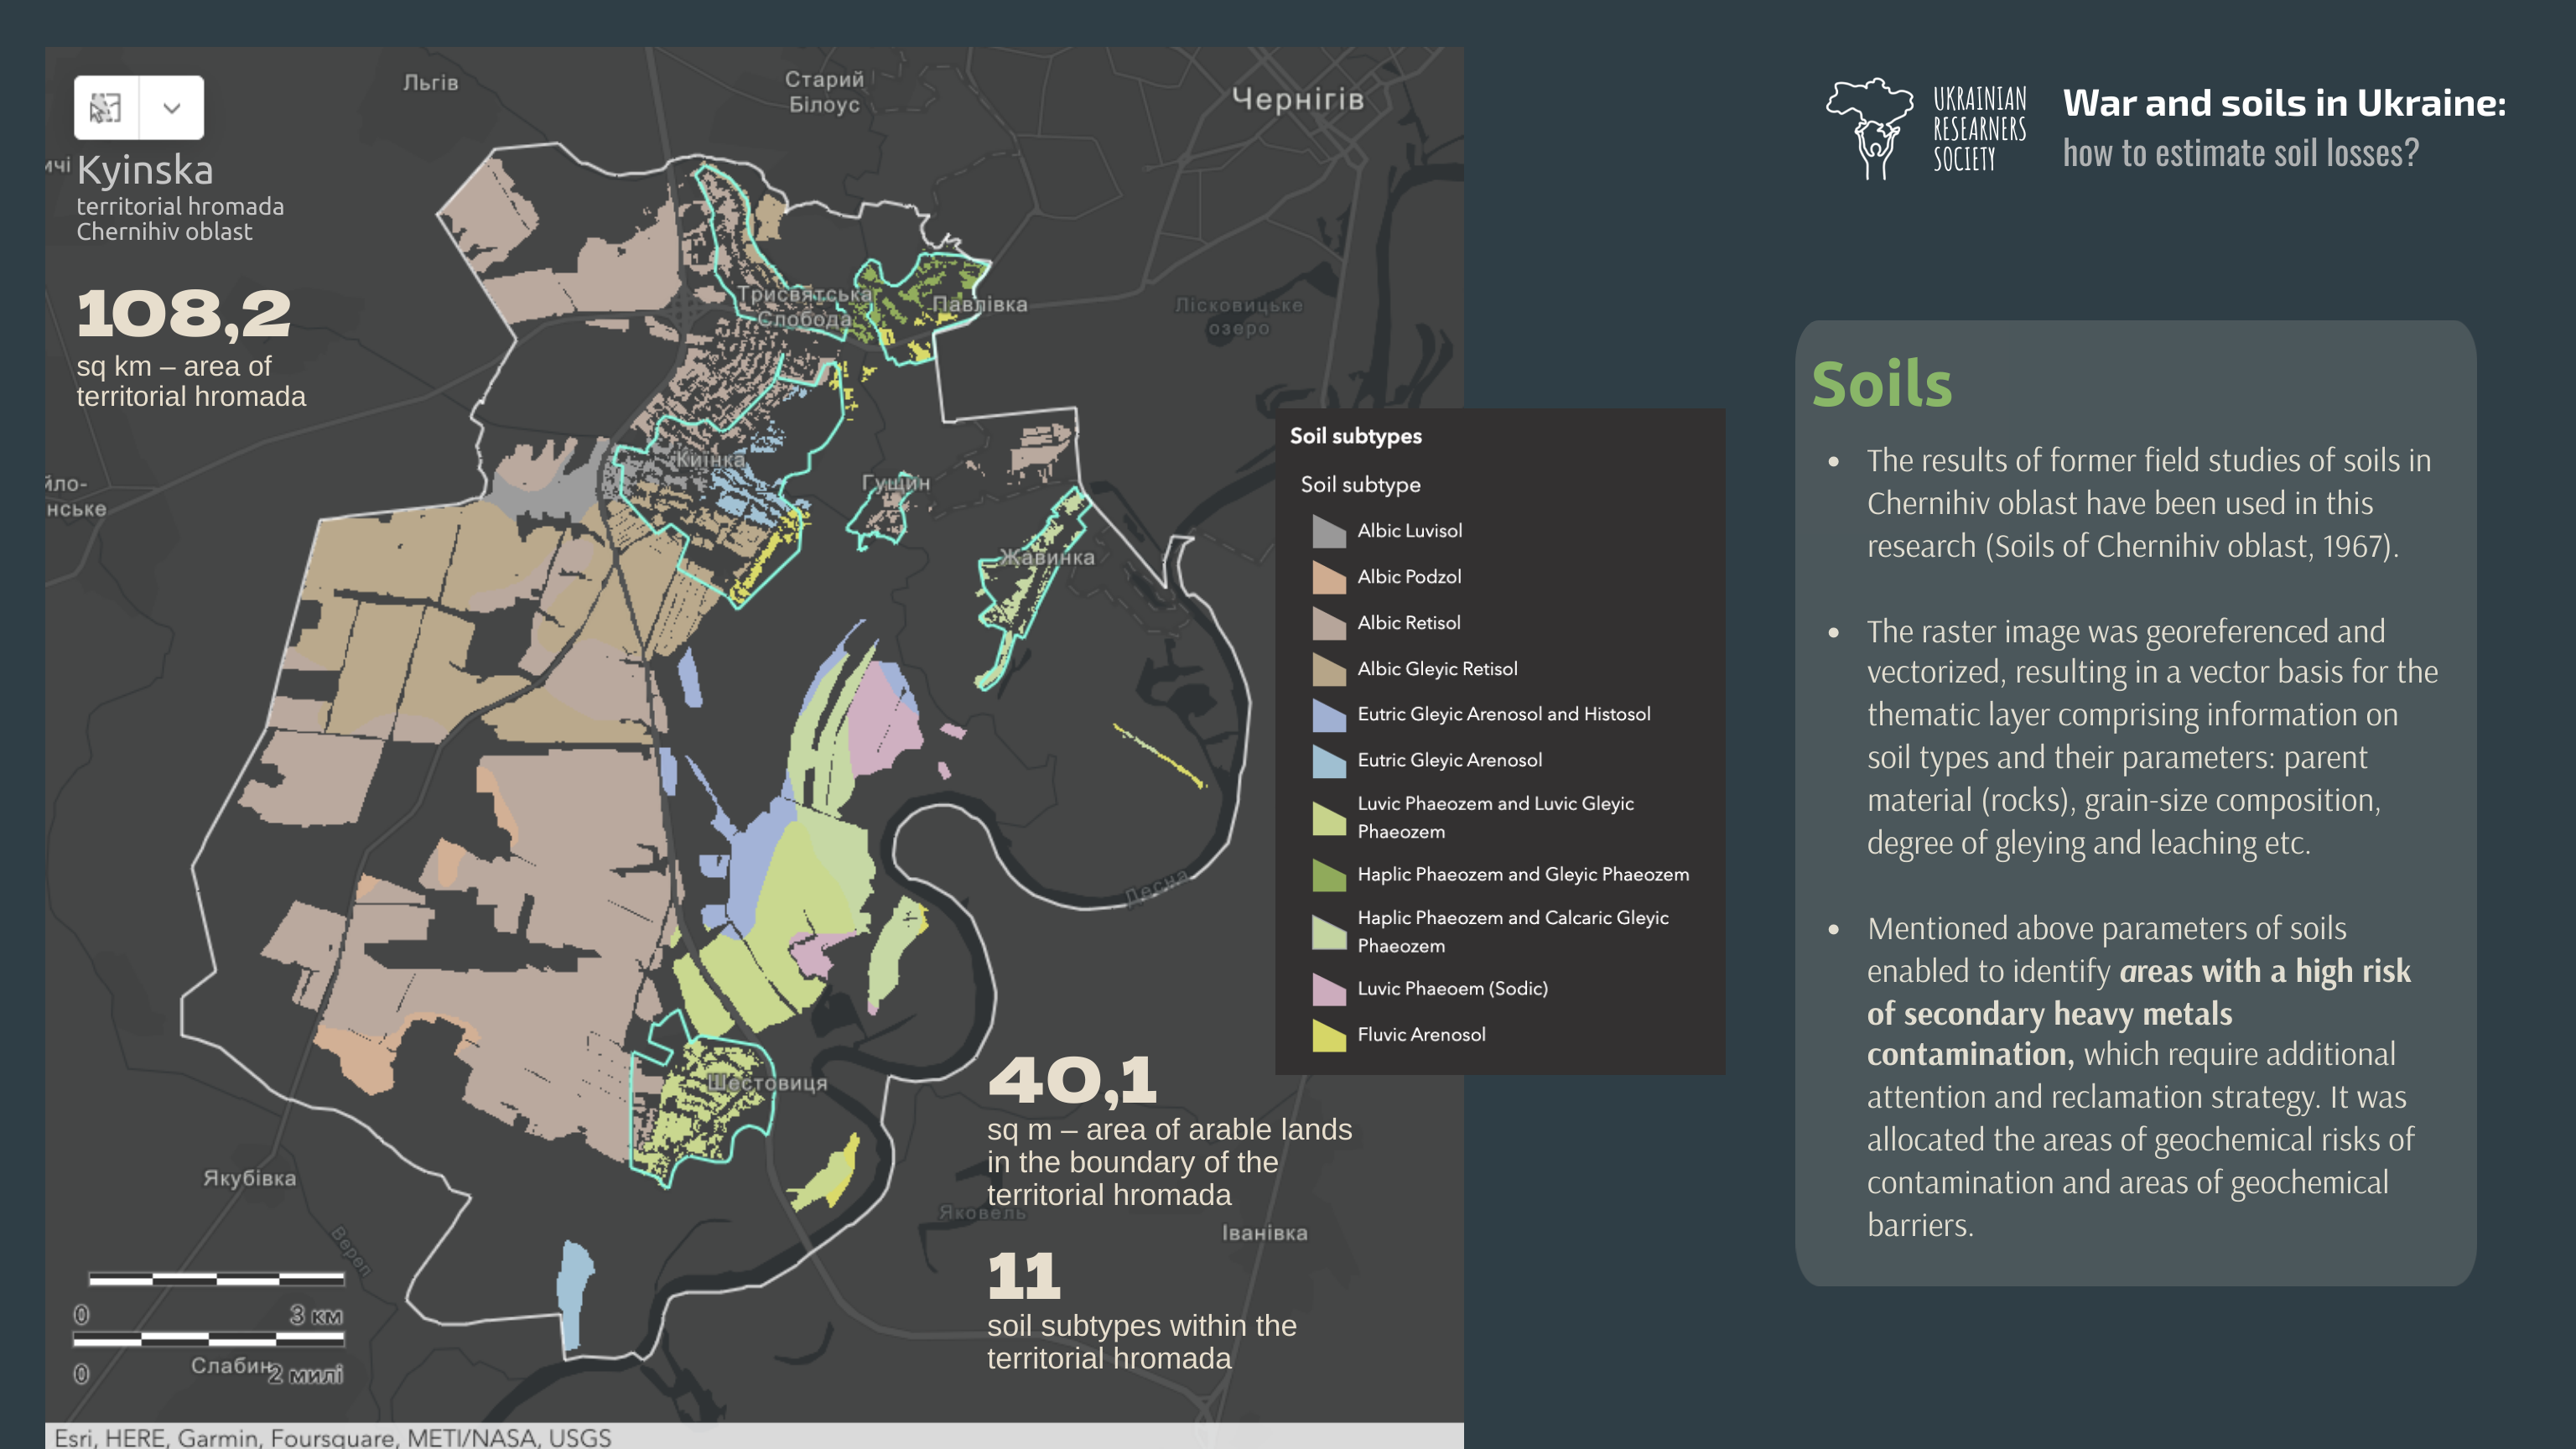 Льгів
Старий
Білоус
Чернігів
ичі
Kyinska
territorial hromada
Chernihiv oblast
108,2
sq km – area of
territorial hromada
Трисвятська
Слобода
Павлівка
Лісковицьке
озеро
Киїнка
Гущин
йло-
нське
Жавинка
Десна
Шестовиця
40,1
sq m – area of arable lands
in the boundary of the
territorial hromada
Якубівка
Яковель
Іванівка
Вереп
11
soil subtypes within the
territorial hromada
0 3 км
Слабин
0 2 милі
Esri, HERE, Garmin, Foursquare, METI/NASA, USGS
Soil subtypes
Soil subtype
Albic Luvisol
Albic Podzol
Albic Retisol
Albic Gleyic Retisol
Eutric Gleyic Arenosol and Histosol
Eutric Gleyic Arenosol
Luvic Phaeozem and Luvic Gleyic
Phaeozem
Haplic Phaeozem and Gleyic Phaeozem
Haplic Phaeozem and Calcaric Gleyic
Phaeozem
Luvic Phaeoem (Sodic)
Fluvic Arenosol
UKRAINIAN
RESEARNERS
SOCIETY
War and soils in Ukraine:
how to estimate soil losses?
Soils
• The results of former field studies of soils in
Chernihiv oblast have been used in this
research (Soils of Chernihiv oblast, 1967).
• The raster image was georeferenced and
vectorized, resulting in a vector basis for the
thematic layer comprising information on
soil types and their parameters: parent
material (rocks), grain-size composition,
degree of gleying and leaching etc.
• Mentioned above parameters of soils
enabled to identify areas with a high risk
of secondary heavy metals
contamination, which require additional
attention and reclamation strategy. It was
allocated the areas of geochemical risks of
contamination and areas of geochemical
barriers.